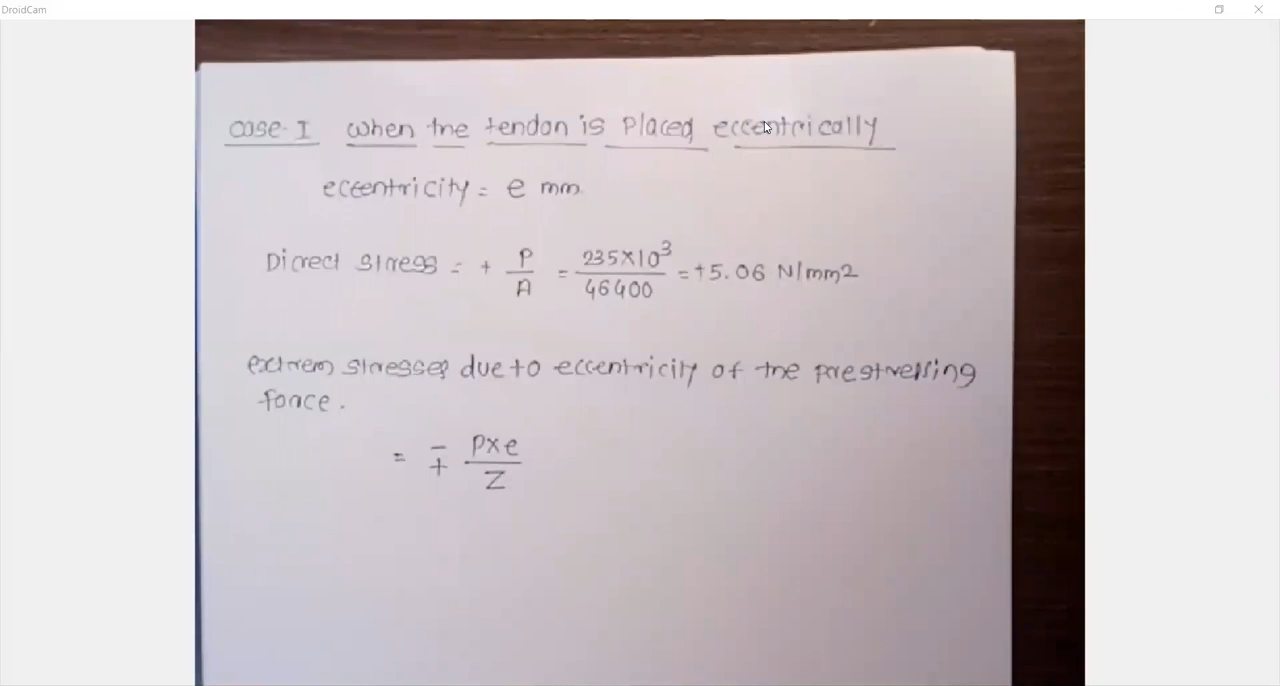 DroidCam
case-I when the tendon is placed eccentrically
eccentricity = e mm
Direct stress = + P/A = 235×10³/46400 = +5.06 N/mm2
extrem stresses due to eccentricity of the prestressing
force.
= ∓ P×e/Z